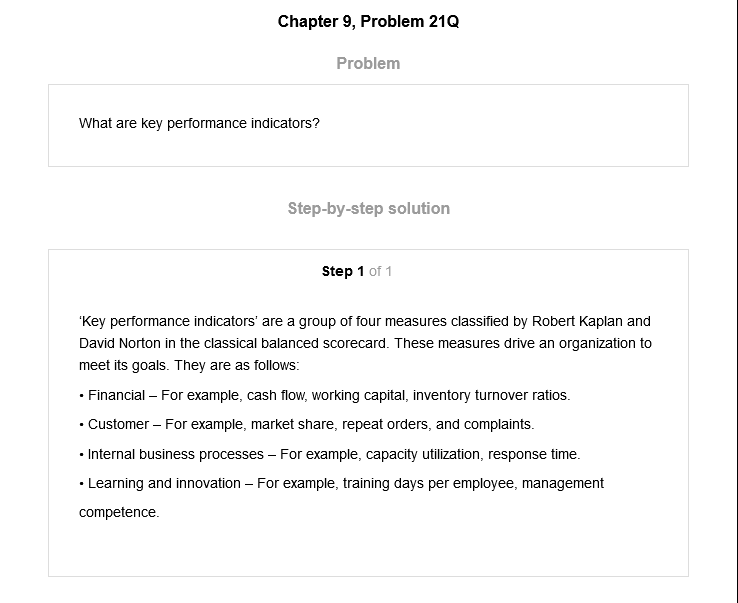 Chapter 9, Problem 21Q
Problem
What are key performance indicators?
Step-by-step solution
Step 1 of 1
‘Key performance indicators’ are a group of four measures classified by Robert Kaplan and
David Norton in the classical balanced scorecard. These measures drive an organization to
meet its goals. They are as follows:
• Financial – For example, cash flow, working capital, inventory turnover ratios.
• Customer – For example, market share, repeat orders, and complaints.
• Internal business processes – For example, capacity utilization, response time.
• Learning and innovation – For example, training days per employee, management
competence.